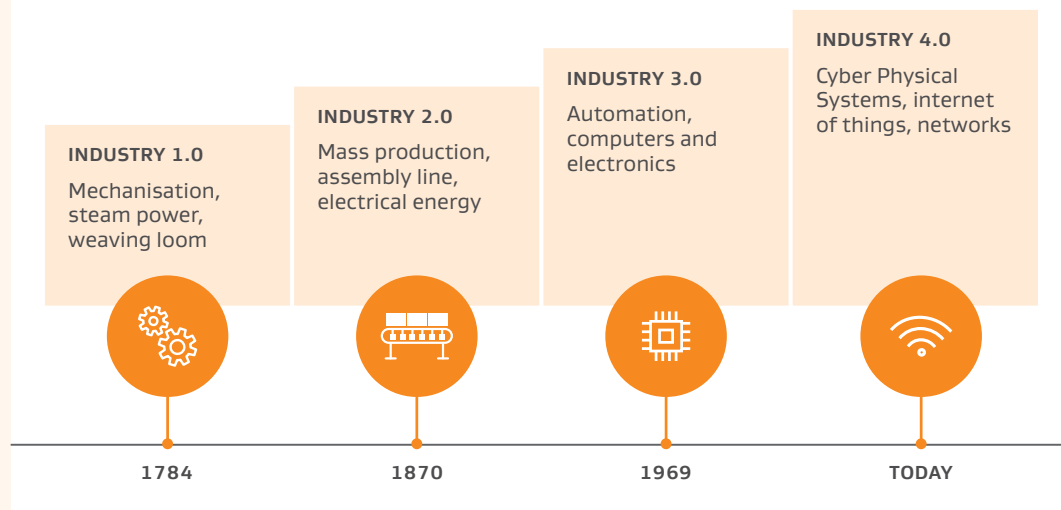 INDUSTRY 1.0
Mechanisation,
steam power,
weaving loom
INDUSTRY 2.0
Mass production,
assembly line,
electrical energy
INDUSTRY 3.0
Automation,
computers and
electronics
INDUSTRY 4.0
Cyber Physical
Systems, internet
of things, networks
1784
1870
1969
TODAY